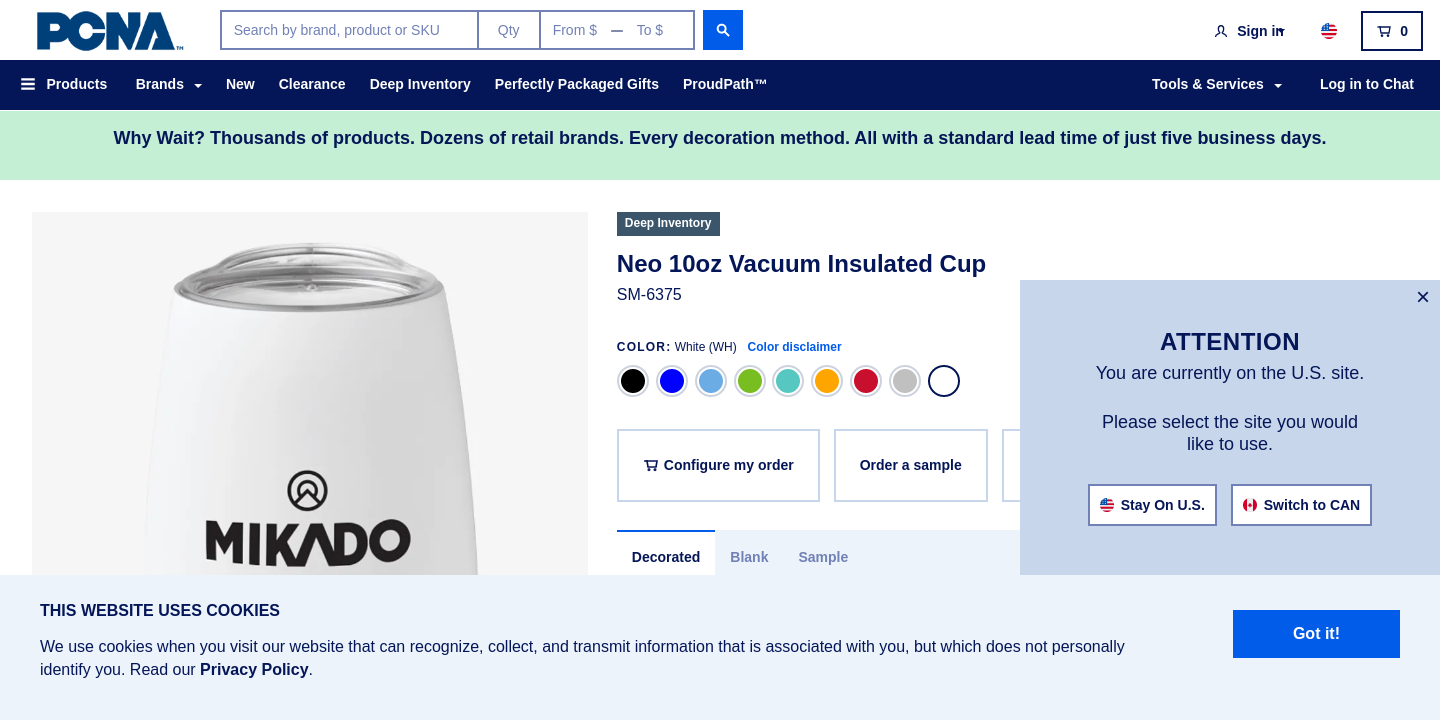 PCNA™
Search by brand, product or SKU
Qty
From $ — To $
Sign in
0
Products
Brands
New
Clearance
Deep Inventory
Perfectly Packaged Gifts
ProudPath™
Tools & Services
Log in to Chat
Why Wait? Thousands of products. Dozens of retail brands. Every decoration method. All with a standard lead time of just five business days.
MIKADO
Deep Inventory
Neo 10oz Vacuum Insulated Cup
SM-6375
COLOR: White (WH) Color disclaimer
Configure my order
Order a sample
Decorated
Blank
Sample
×
ATTENTION
You are currently on the U.S. site.
Please select the site you would
like to use.
Stay On U.S.
Switch to CAN
THIS WEBSITE USES COOKIES
We use cookies when you visit our website that can recognize, collect, and transmit information that is associated with you, but which does not personally
identify you. Read our Privacy Policy.
Got it!